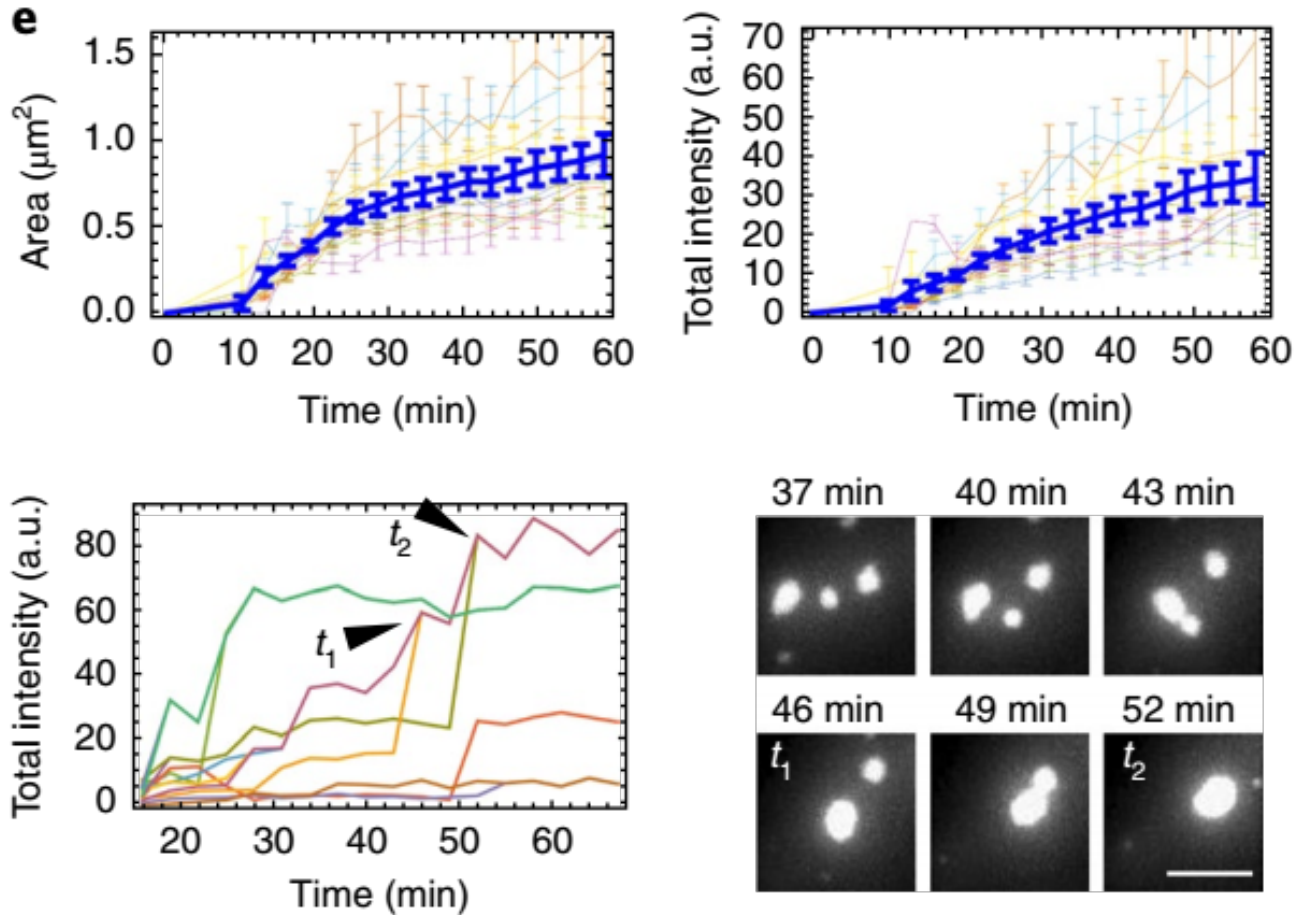 e
Area (μm²)
1.5
1.0
0.5
0.0
0 10 20 30 40 50 60
Time (min)
Total intensity (a.u.)
70
60
50
40
30
20
10
0
0 10 20 30 40 50 60
Time (min)
Total intensity (a.u.)
80
60
40
20
0
t₂
t₁
20 30 40 50 60
Time (min)
37 min 40 min 43 min
46 min 49 min 52 min
t₁ t₂